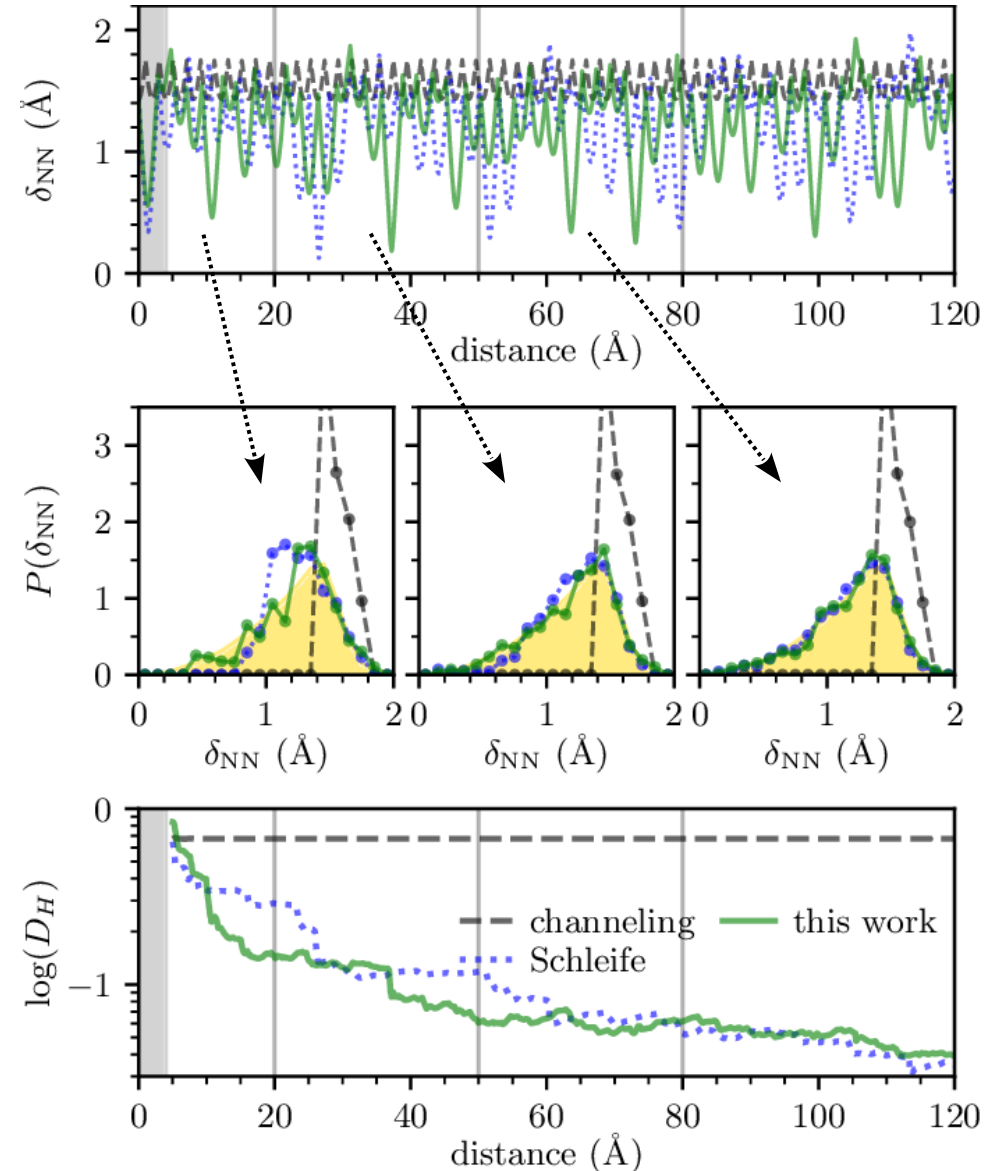 2
1
0
δNN (Å)
0 20 40 60 80 100 120
distance (Å)
3
2
1
0
P(δNN)
0 1 2 0 1 2 0 1 2
δNN (Å) δNN (Å) δNN (Å)
0
−1
log(DH)
channeling this work
Schleife
0 20 40 60 80 100 120
distance (Å)